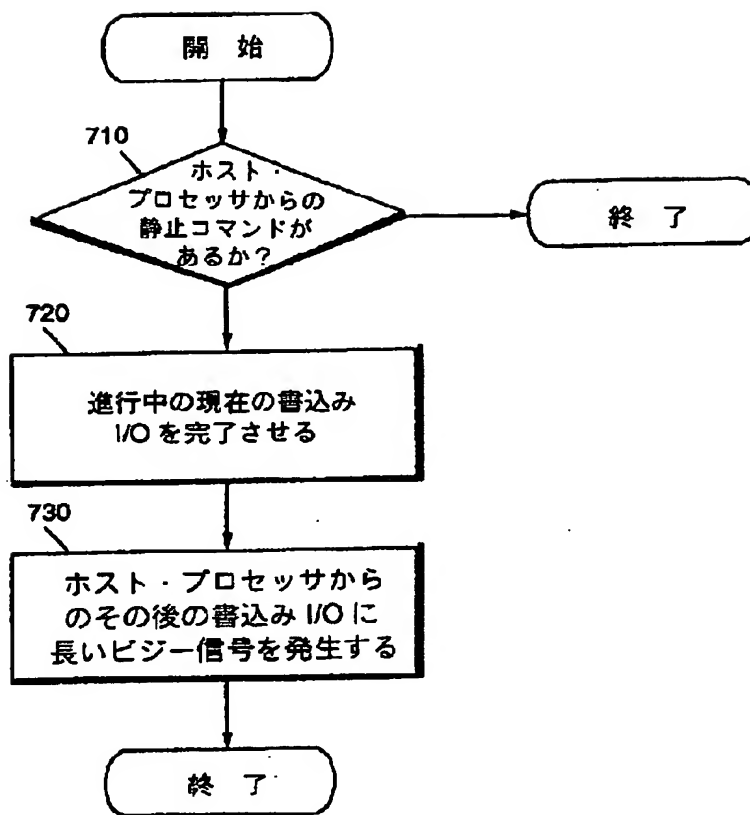 開 始
710
ホスト・
プロセッサからの
静止コマンドが
あるか？
終 了
720
進行中の現在の書込み
I/O を完了させる
730
ホスト・プロセッサから
のその後の書込み I/O に
長いビジー信号を発生する
終 了